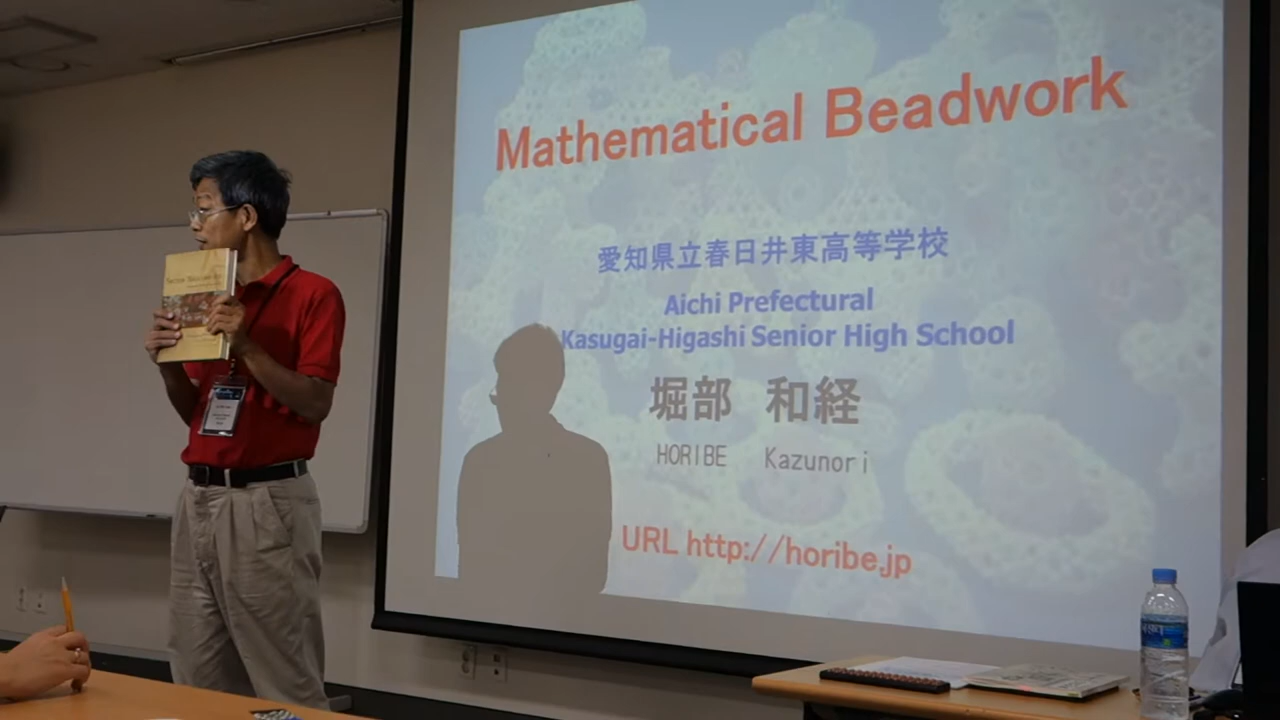 Mathematical Beadwork
愛知県立春日井東高等学校
Aichi Prefectural
Kasugai-Higashi Senior High School
堀部 和経
HORIBE Kazunori
URL http://horibe.jp